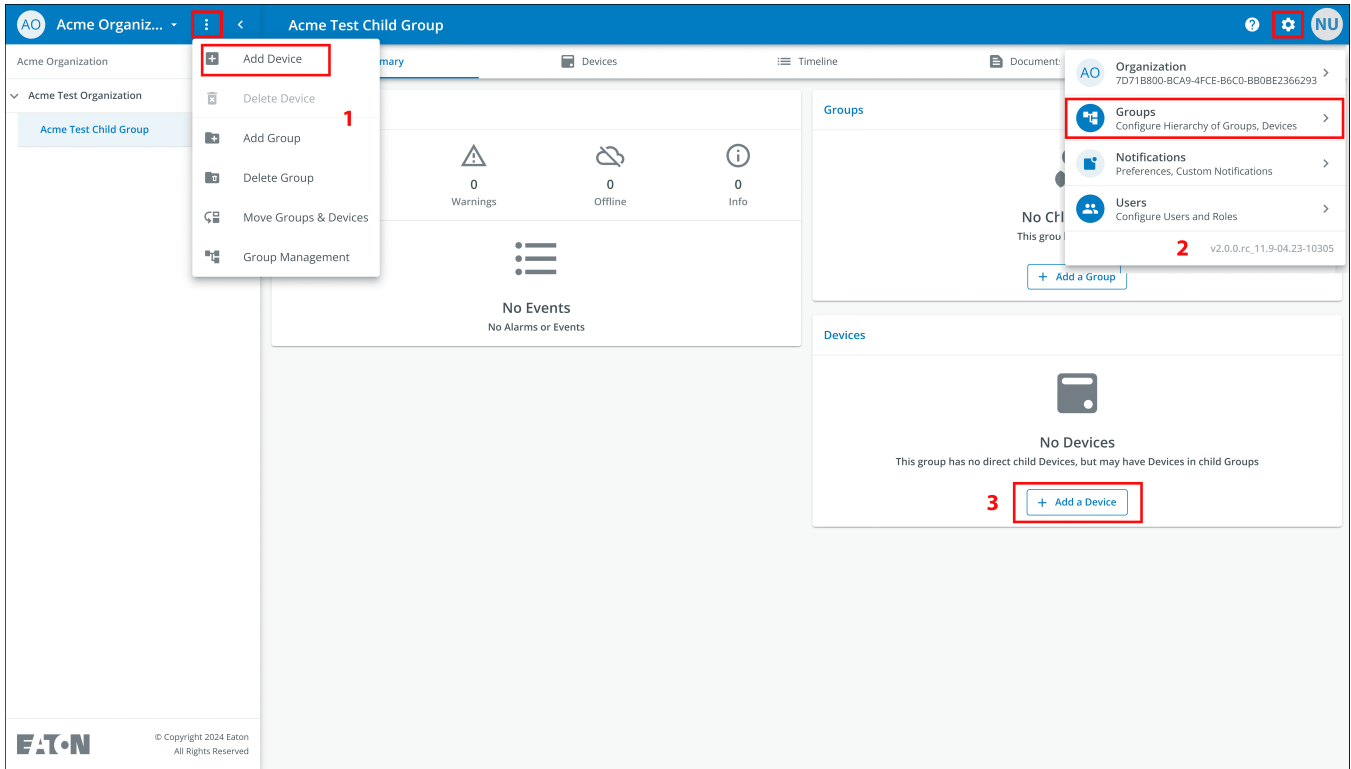 AO Acme Organiz... Acme Test Child Group NU
Acme Organization
Acme Test Organization
Acme Test Child Group
Add Device
Delete Device
1
Add Group
Delete Group
Move Groups & Devices
Group Management
mary Devices Timeline Document
0 0 0
Warnings Offline Info
No Events
No Alarms or Events
Groups
No Ch
This grou
+ Add a Group
AO Organization
7D71B800-BCA9-4FCE-B6C0-BB0BE2366293
Groups
Configure Hierarchy of Groups, Devices
Notifications
Preferences, Custom Notifications
Users
Configure Users and Roles
2 v2.0.0.rc_11.9-04.23-10305
Devices
No Devices
This group has no direct child Devices, but may have Devices in child Groups
3 + Add a Device
EATON © Copyright 2024 Eaton
All Rights Reserved